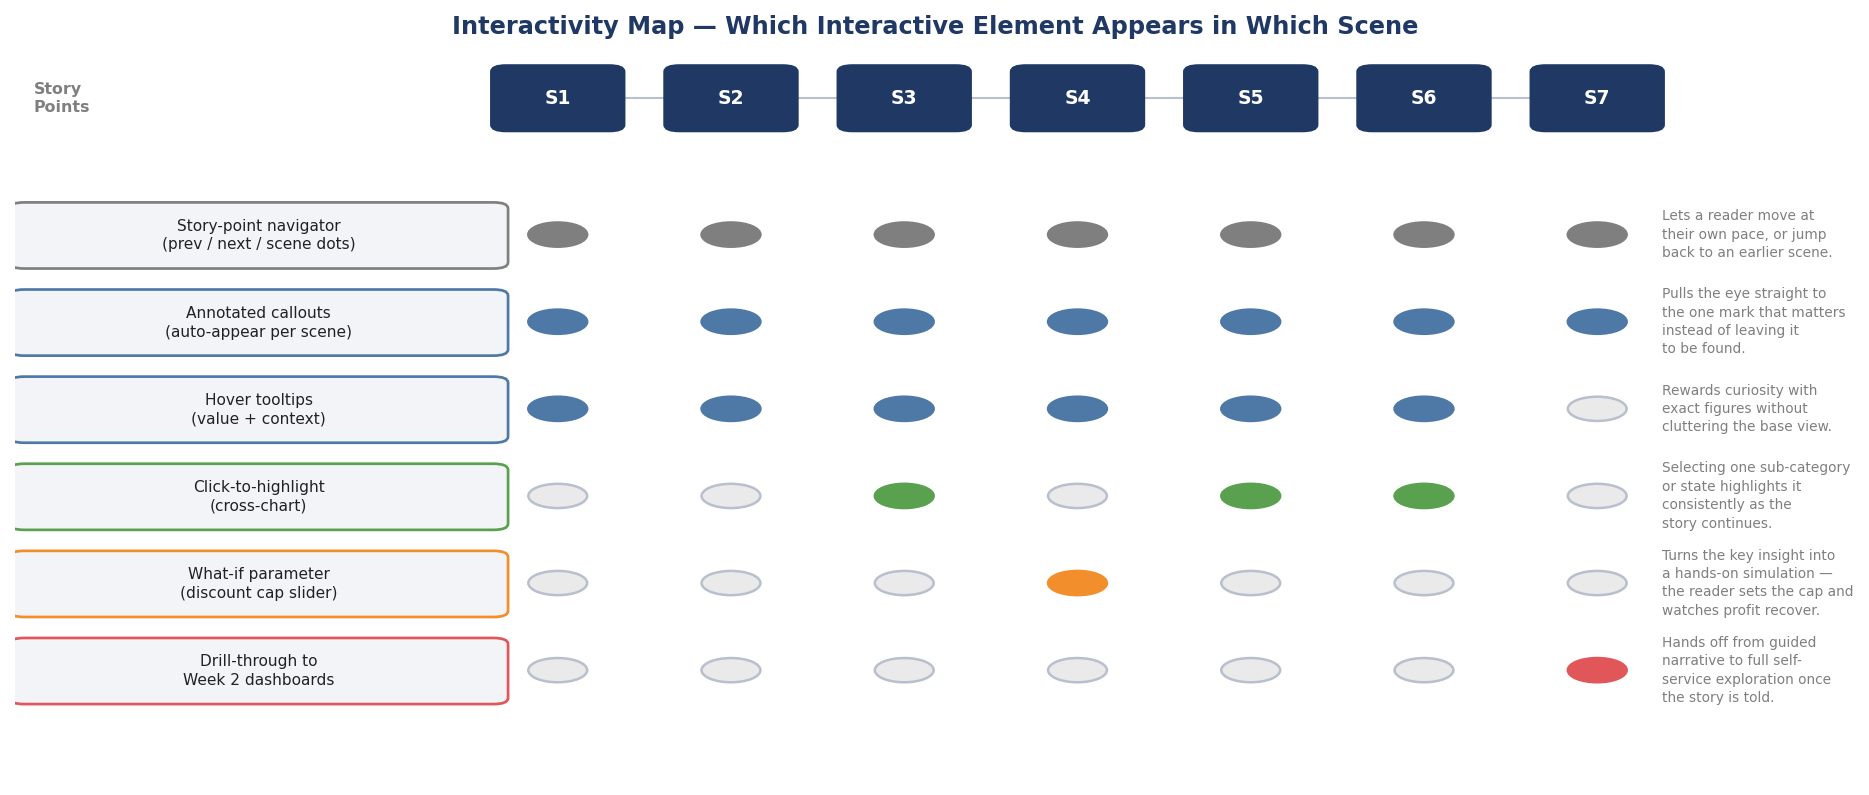 Interactivity Map — Which Interactive Element Appears in Which Scene
Story
Points
S1
S2
S3
S4
S5
S6
S7
Story-point navigator
(prev / next / scene dots)
Lets a reader move at
their own pace, or jump
back to an earlier scene.
Annotated callouts
(auto-appear per scene)
Pulls the eye straight to
the one mark that matters
instead of leaving it
to be found.
Hover tooltips
(value + context)
Rewards curiosity with
exact figures without
cluttering the base view.
Click-to-highlight
(cross-chart)
Selecting one sub-category
or state highlights it
consistently as the
story continues.
What-if parameter
(discount cap slider)
Turns the key insight into
a hands-on simulation —
the reader sets the cap and
watches profit recover.
Drill-through to
Week 2 dashboards
Hands off from guided
narrative to full self-
service exploration once
the story is told.